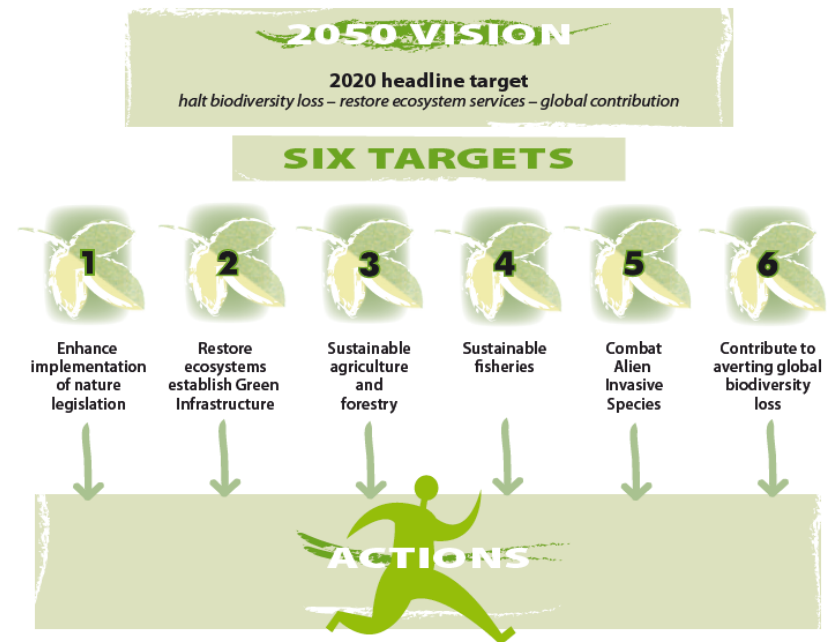 2050 VISION
2020 headline target
halt biodiversity loss – restore ecosystem services – global contribution
SIX TARGETS
1
Enhance
implementation
of nature
legislation
2
Restore
ecosystems
establish Green
Infrastructure
3
Sustainable
agriculture
and
forestry
4
Sustainable
fisheries
5
Combat
Alien
Invasive
Species
6
Contribute to
averting global
biodiversity
loss
ACTIONS